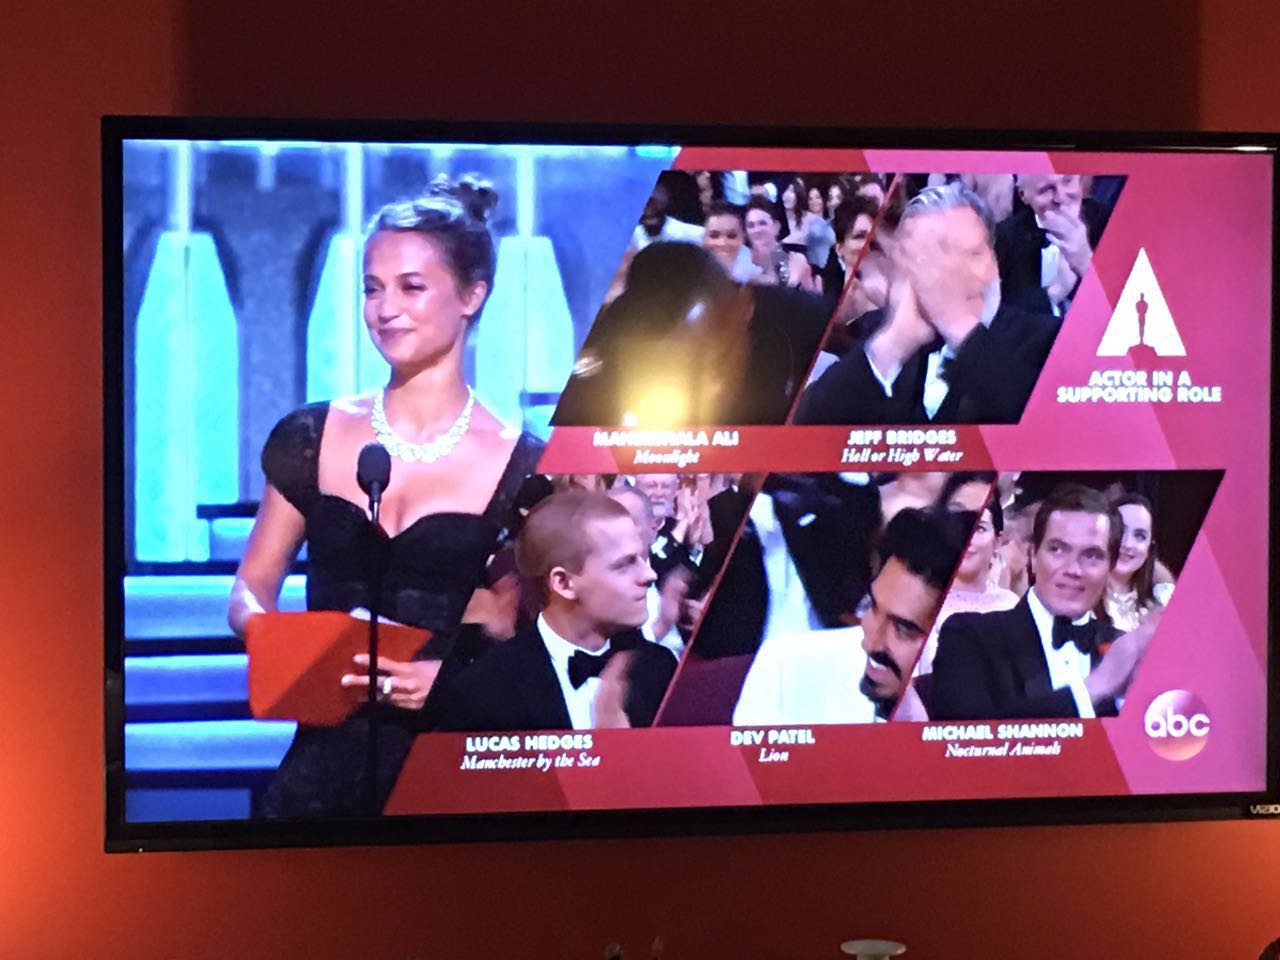 MAHERSHALA ALI
Moonlight
JEFF BRIDGES
Hell or High Water
ACTOR IN A
SUPPORTING ROLE
LUCAS HEDGES
Manchester by the Sea
DEV PATEL
Lion
MICHAEL SHANNON
Nocturnal Animals
abc
VIZIO